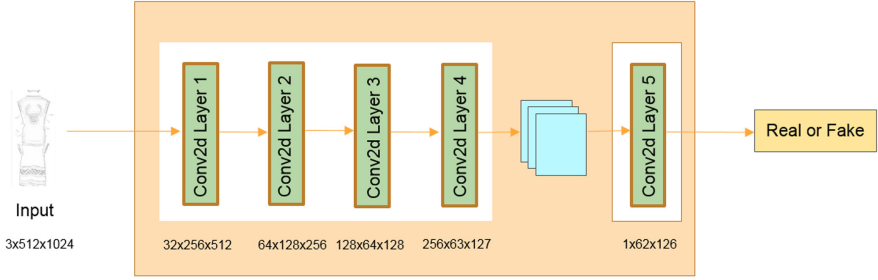 Conv2d Layer 1
Conv2d Layer 2
Conv2d Layer 3
Conv2d Layer 4
Conv2d Layer 5
Real or Fake
Input
3x512x1024
32x256x512
64x128x256
128x64x128
256x63x127
1x62x126